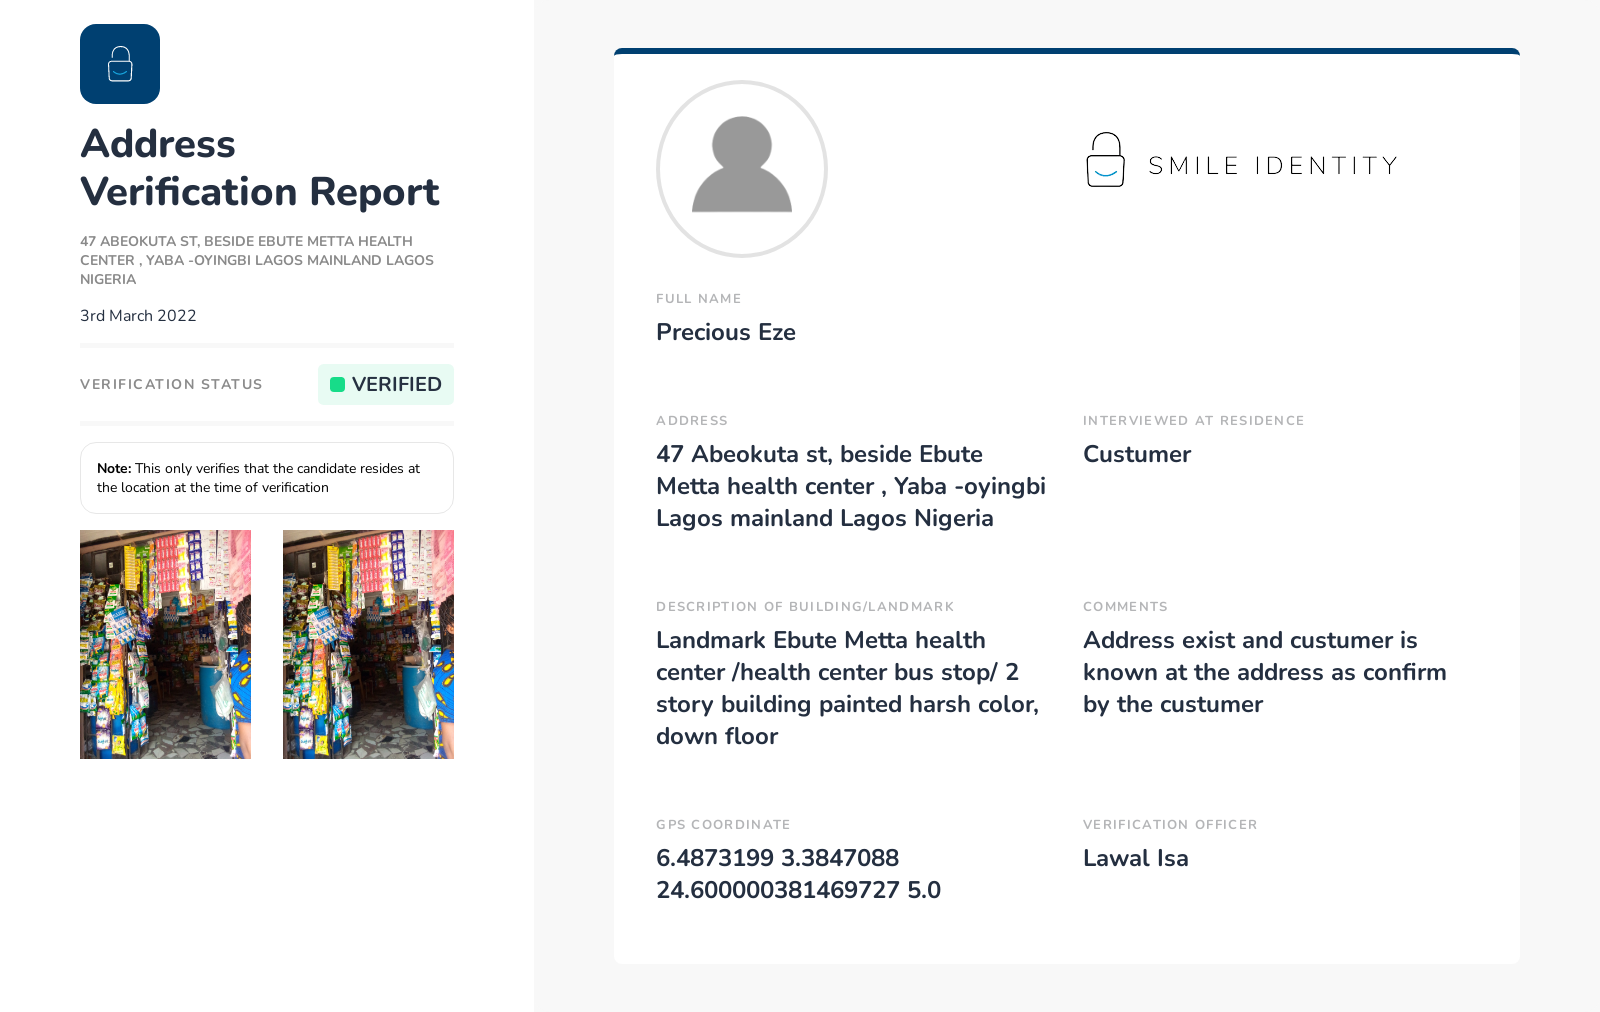 Address
Verification Report
47 ABEOKUTA ST, BESIDE EBUTE METTA HEALTH
CENTER , YABA -OYINGBI LAGOS MAINLAND LAGOS
NIGERIA
3rd March 2022
VERIFICATION STATUS
VERIFIED
Note: This only verifies that the candidate resides at
the location at the time of verification
SMILE IDENTITY
FULL NAME
Precious Eze
ADDRESS
47 Abeokuta st, beside Ebute
Metta health center , Yaba -oyingbi
Lagos mainland Lagos Nigeria
INTERVIEWED AT RESIDENCE
Custumer
DESCRIPTION OF BUILDING/LANDMARK
Landmark Ebute Metta health
center /health center bus stop/ 2
story building painted harsh color,
down floor
COMMENTS
Address exist and custumer is
known at the address as confirm
by the custumer
GPS COORDINATE
6.4873199 3.3847088
24.600000381469727 5.0
VERIFICATION OFFICER
Lawal Isa